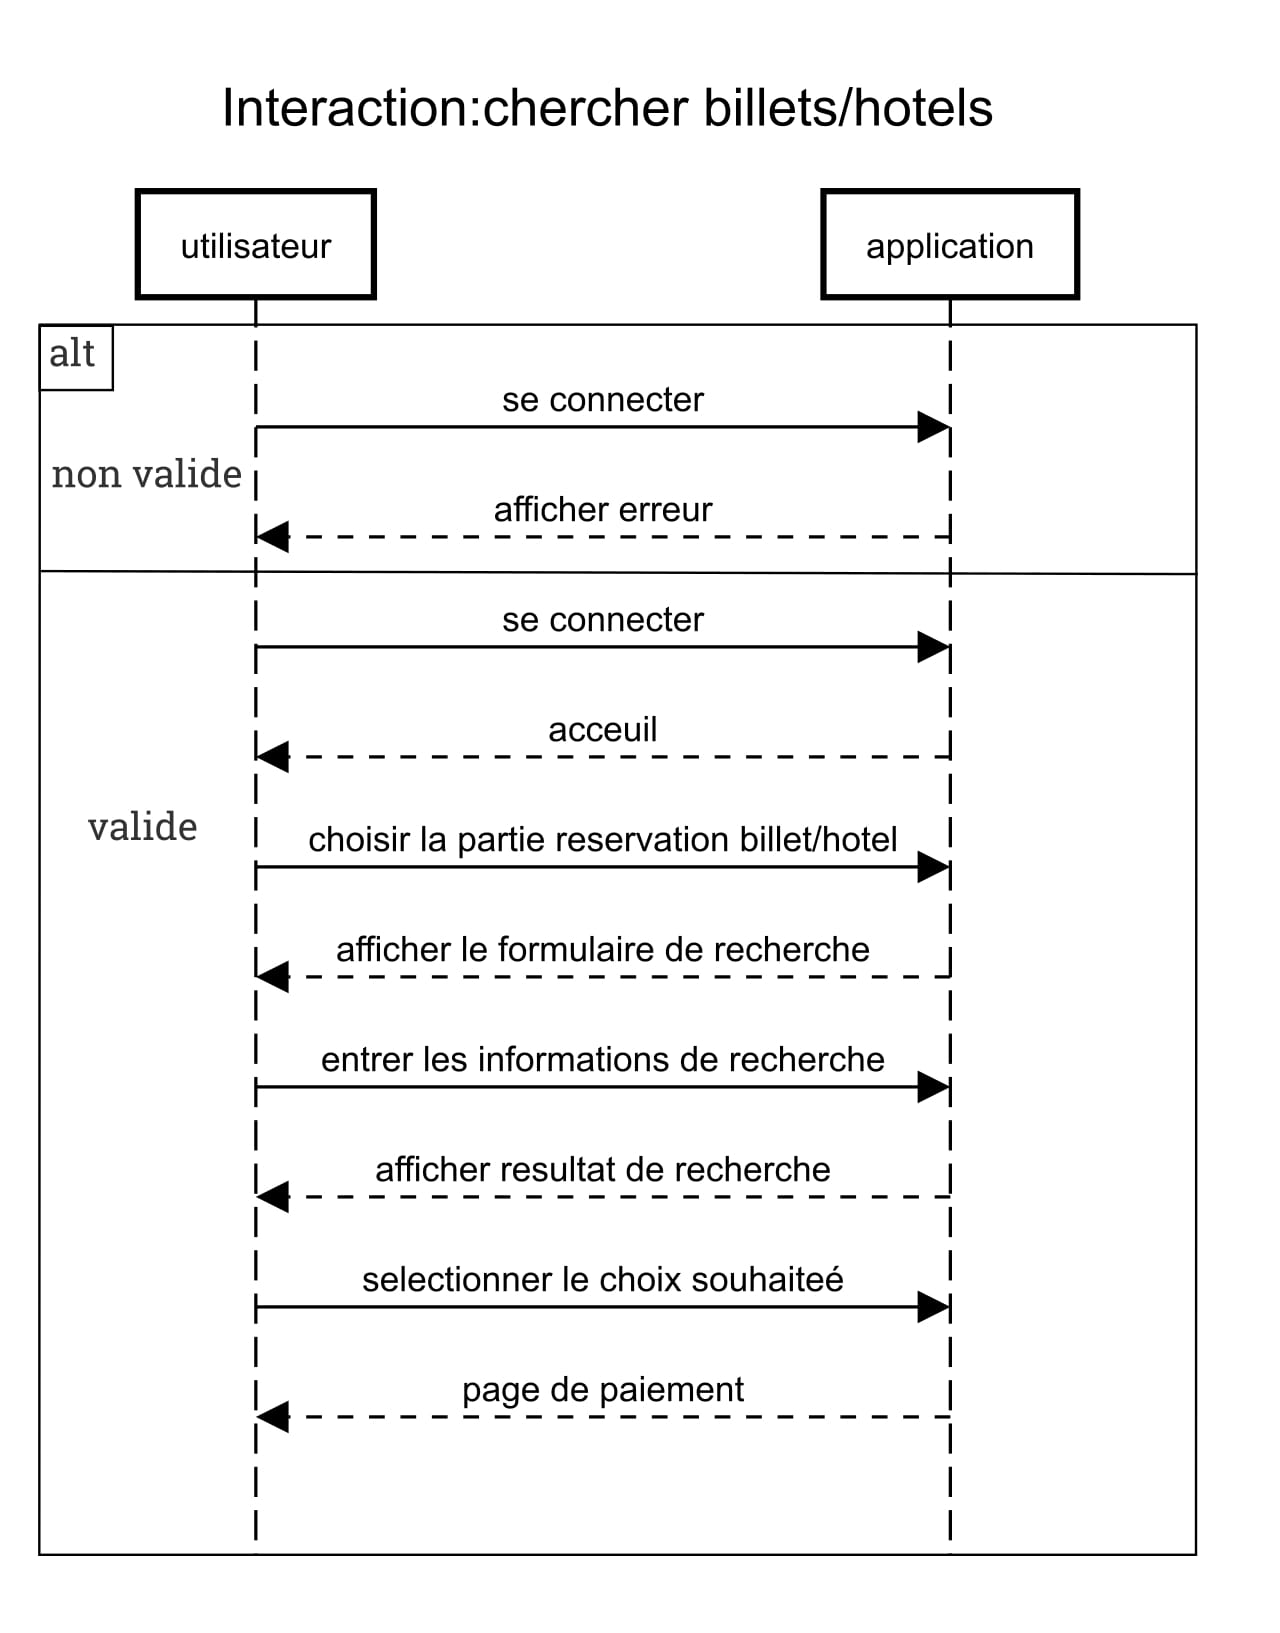 Interaction:chercher billets/hotels
utilisateur
application
alt
se connecter
non valide
afficher erreur
se connecter
acceuil
valide
choisir la partie reservation billet/hotel
afficher le formulaire de recherche
entrer les informations de recherche
afficher resultat de recherche
selectionner le choix souhaiteé
page de paiement